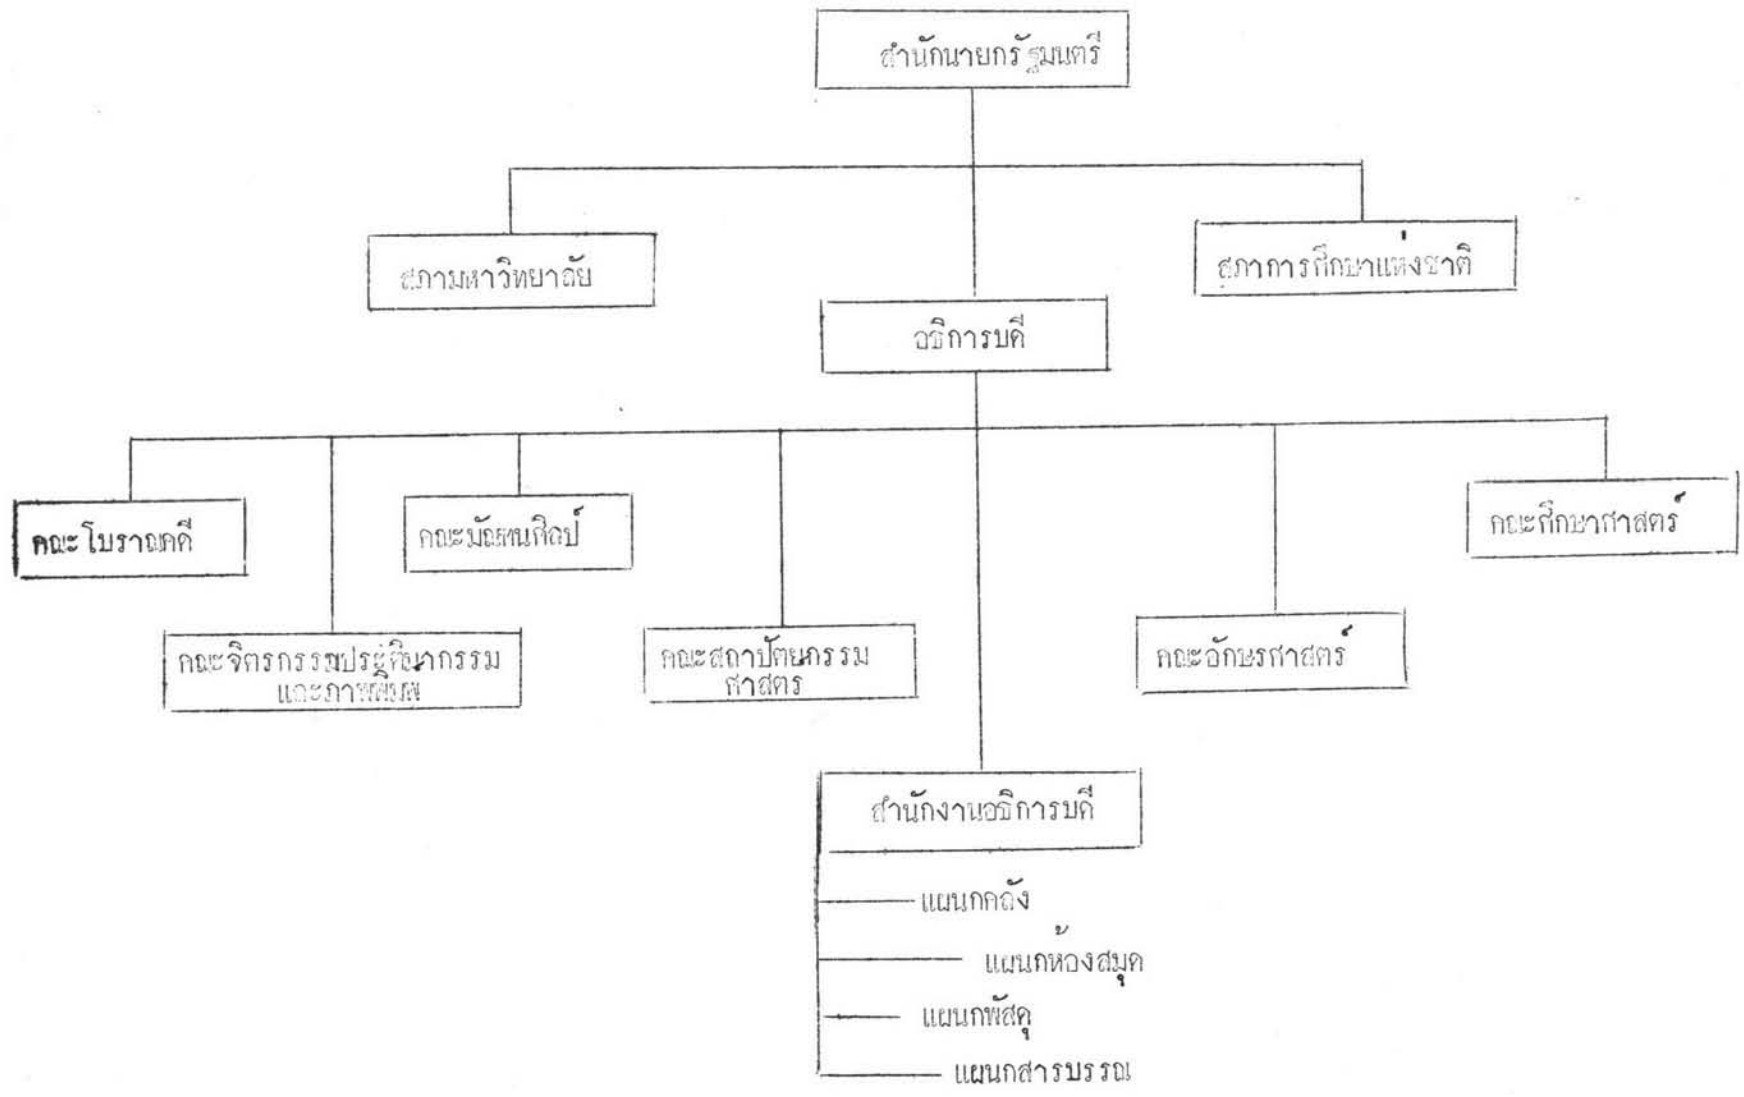 สำนักนายกรัฐมนตรี
สภามหาวิทยาลัย
สภาการศึกษาแห่งชาติ
อธิการบดี
คณะโบราณคดี
คณะมัณฑนศิลป์
คณะศึกษาศาสตร์
คณะจิตรกรรมประติมากรรม
และภาพพิมพ์
คณะสถาปัตยกรรม
ศาสตร์
คณะอักษรศาสตร์
สำนักงานอธิการบดี
แผนกคลัง
แผนกห้องสมุด
แผนกพัสดุ
แผนกสารบรรณ